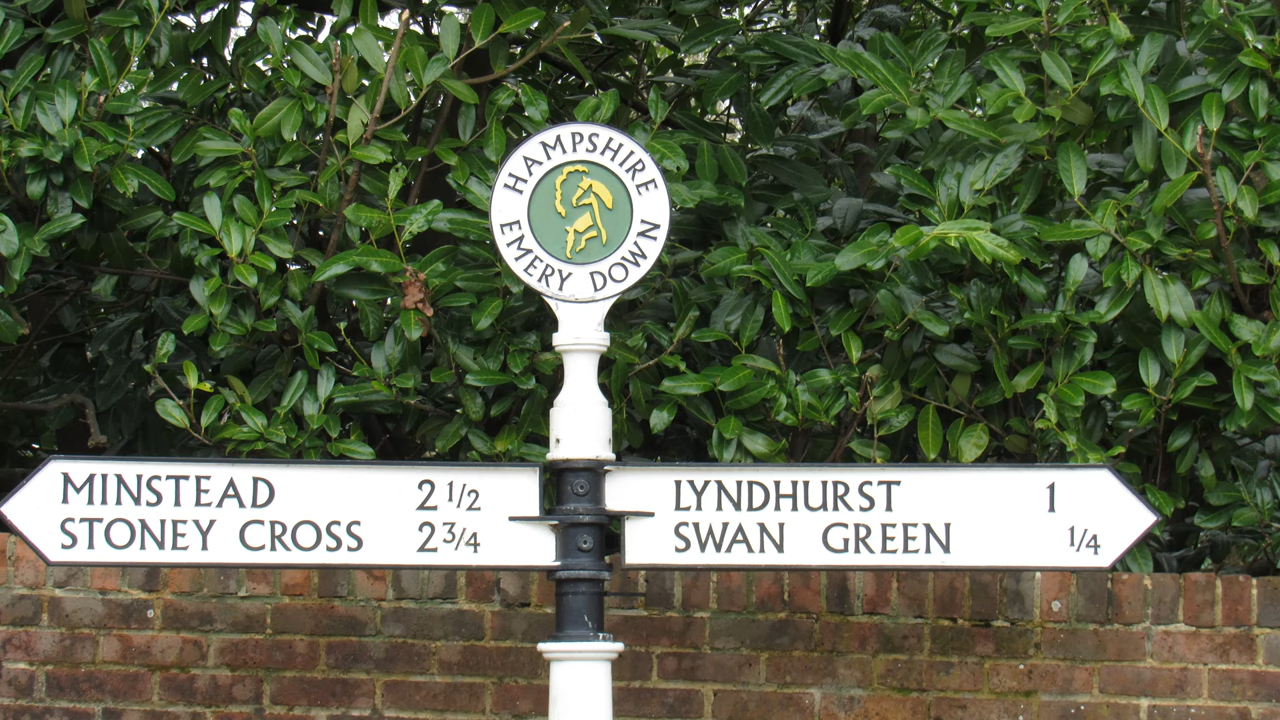 HAMPSHIRE
EMERY DOWN
MINSTEAD 2 1/2
STONEY CROSS 2 3/4
LYNDHURST 1
SWAN GREEN 1/4